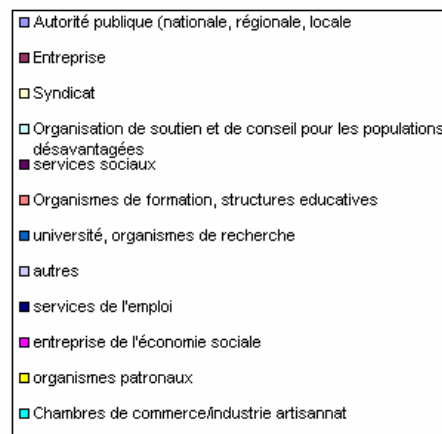 Autorité publique (nationale, régionale, locale
Entreprise
Syndicat
Organisation de soutien et de conseil pour les populations
désavantagées
services sociaux
Organismes de formation, structures educatives
université, organismes de recherche
autres
services de l'emploi
entreprise de l'économie sociale
organismes patronaux
Chambres de commerce/industrie artisannat